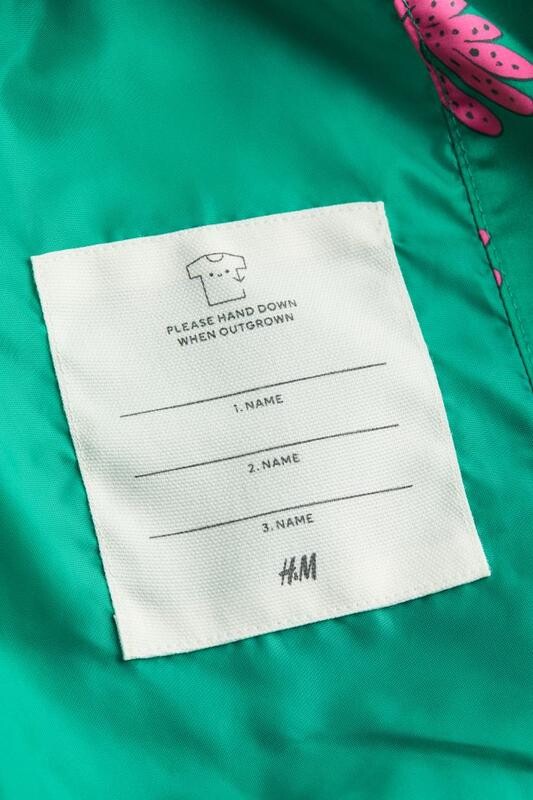 PLEASE HAND DOWN
WHEN OUTGROWN
1. NAME
2. NAME
3. NAME
H&M